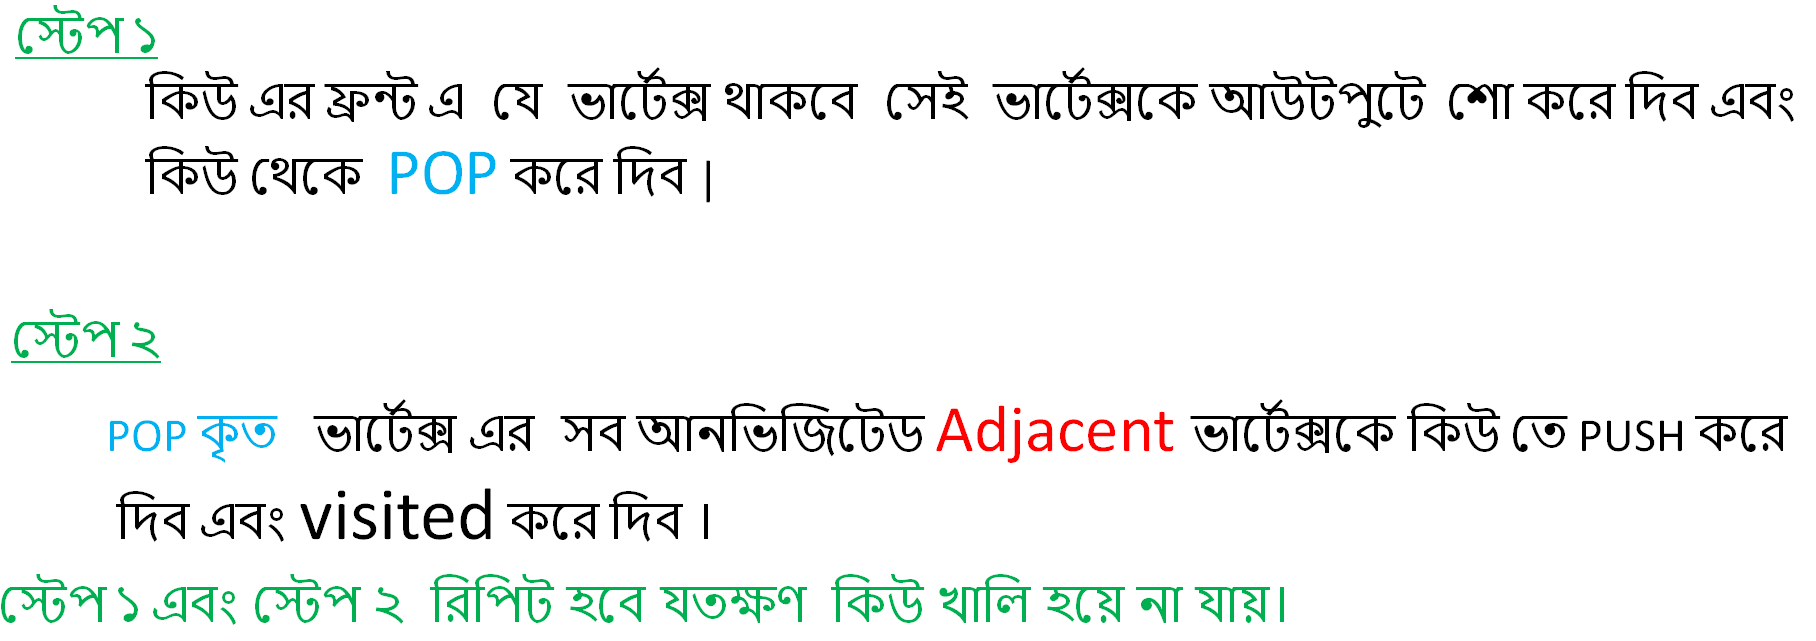 স্টেপ ১
কিউ এর ফ্রন্ট এ যে ভার্টেক্স থাকবে সেই ভার্টেক্সকে আউটপুটে শো করে দিব এবং
কিউ থেকে POP করে দিব |
স্টেপ ২
POP কৃত ভার্টেক্স এর সব আনভিজিটেড Adjacent ভার্টেক্সকে কিউ তে PUSH করে
দিব এবং visited করে দিব ।
স্টেপ ১ এবং স্টেপ ২ রিপিট হবে যতক্ষণ কিউ খালি হয়ে না যায়।